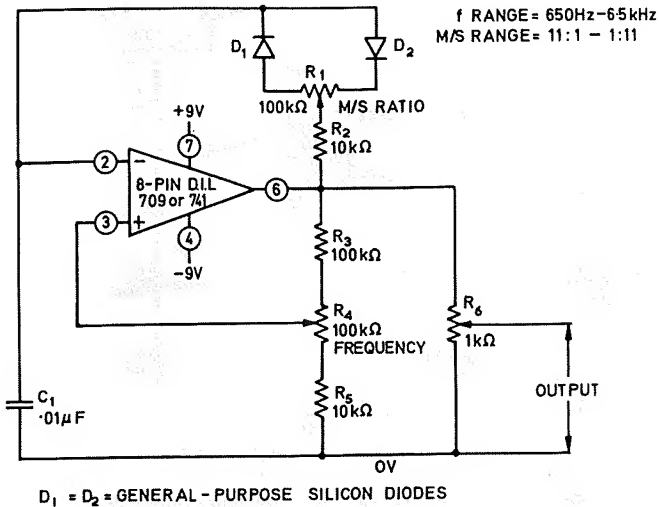 f RANGE = 650Hz-6·5kHz
M/S RANGE = 11:1 - 1:11
D1
D2
R1
100kΩ
M/S RATIO
+9V
R2
10kΩ
7
2
-
8-PIN D.I.L
709 or 741
6
3
+
4
-9V
R3
100kΩ
R4
100kΩ
FREQUENCY
R6
1kΩ
C1
·01µF
R5
10kΩ
OUTPUT
0V
D1 = D2 = GENERAL-PURPOSE SILICON DIODES